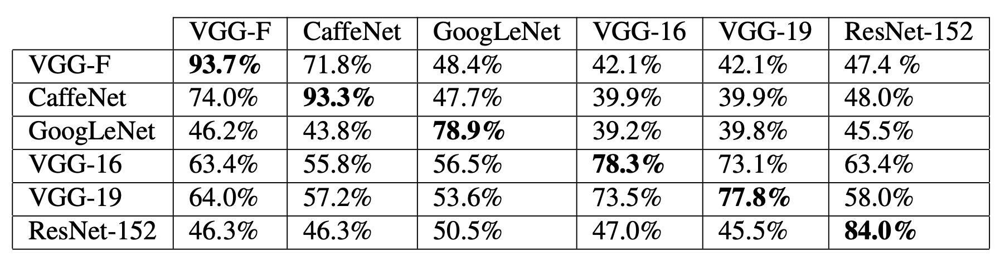 VGG-F CaffeNet GoogLeNet VGG-16 VGG-19 ResNet-152
VGG-F 93.7% 71.8% 48.4% 42.1% 42.1% 47.4 %
CaffeNet 74.0% 93.3% 47.7% 39.9% 39.9% 48.0%
GoogLeNet 46.2% 43.8% 78.9% 39.2% 39.8% 45.5%
VGG-16 63.4% 55.8% 56.5% 78.3% 73.1% 63.4%
VGG-19 64.0% 57.2% 53.6% 73.5% 77.8% 58.0%
ResNet-152 46.3% 46.3% 50.5% 47.0% 45.5% 84.0%